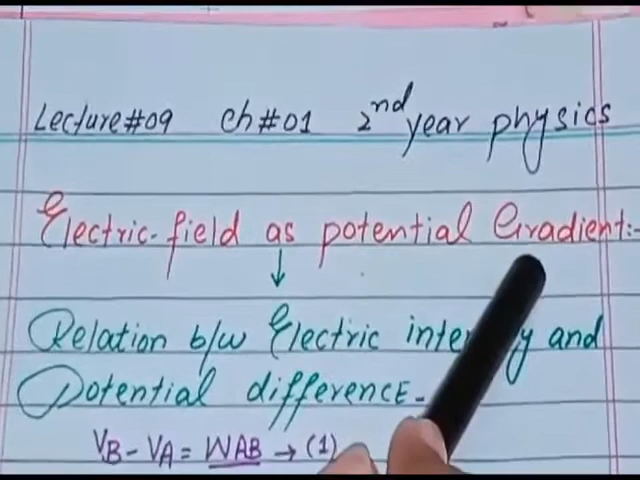 Lecture#09 ch#01 2nd year physics
Electric field as potential Gradient:-
↓
Relation b/w Electric and
Potential difference.
VB - VA = WAB → (1)